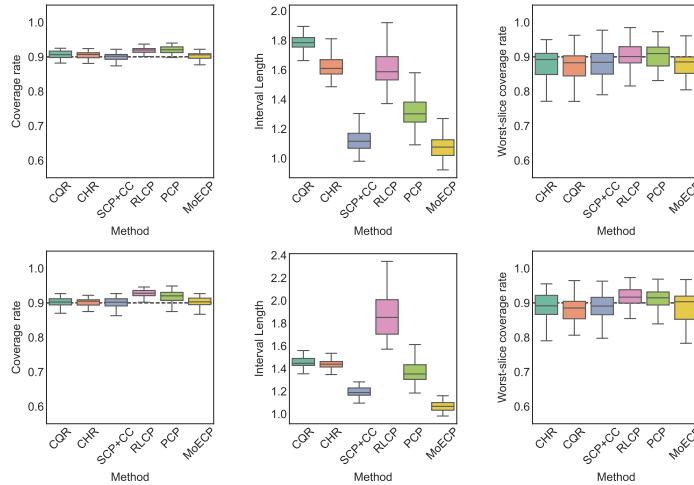 1.0
0.9
0.8
0.7
0.6
Coverage rate
CQR
CHR
SCP+CC
RLCP
PCP
MoECP
Method
2.0
1.8
1.6
1.4
1.2
1.0
Interval Length
CQR
CHR
SCP+CC
RLCP
PCP
MoECP
Method
1.0
0.9
0.8
0.7
0.6
Worst-slice coverage rate
CHR
CQR
SCP+CC
RLCP
PCP
MoECP
Method
1.0
0.9
0.8
0.7
0.6
Coverage rate
CQR
CHR
SCP+CC
RLCP
PCP
MoECP
Method
2.4
2.2
2.0
1.8
1.6
1.4
1.2
1.0
Interval Length
CQR
CHR
SCP+CC
RLCP
PCP
MoECP
Method
1.0
0.9
0.8
0.7
0.6
Worst-slice coverage rate
CHR
CQR
SCP+CC
RLCP
PCP
MoECP
Method